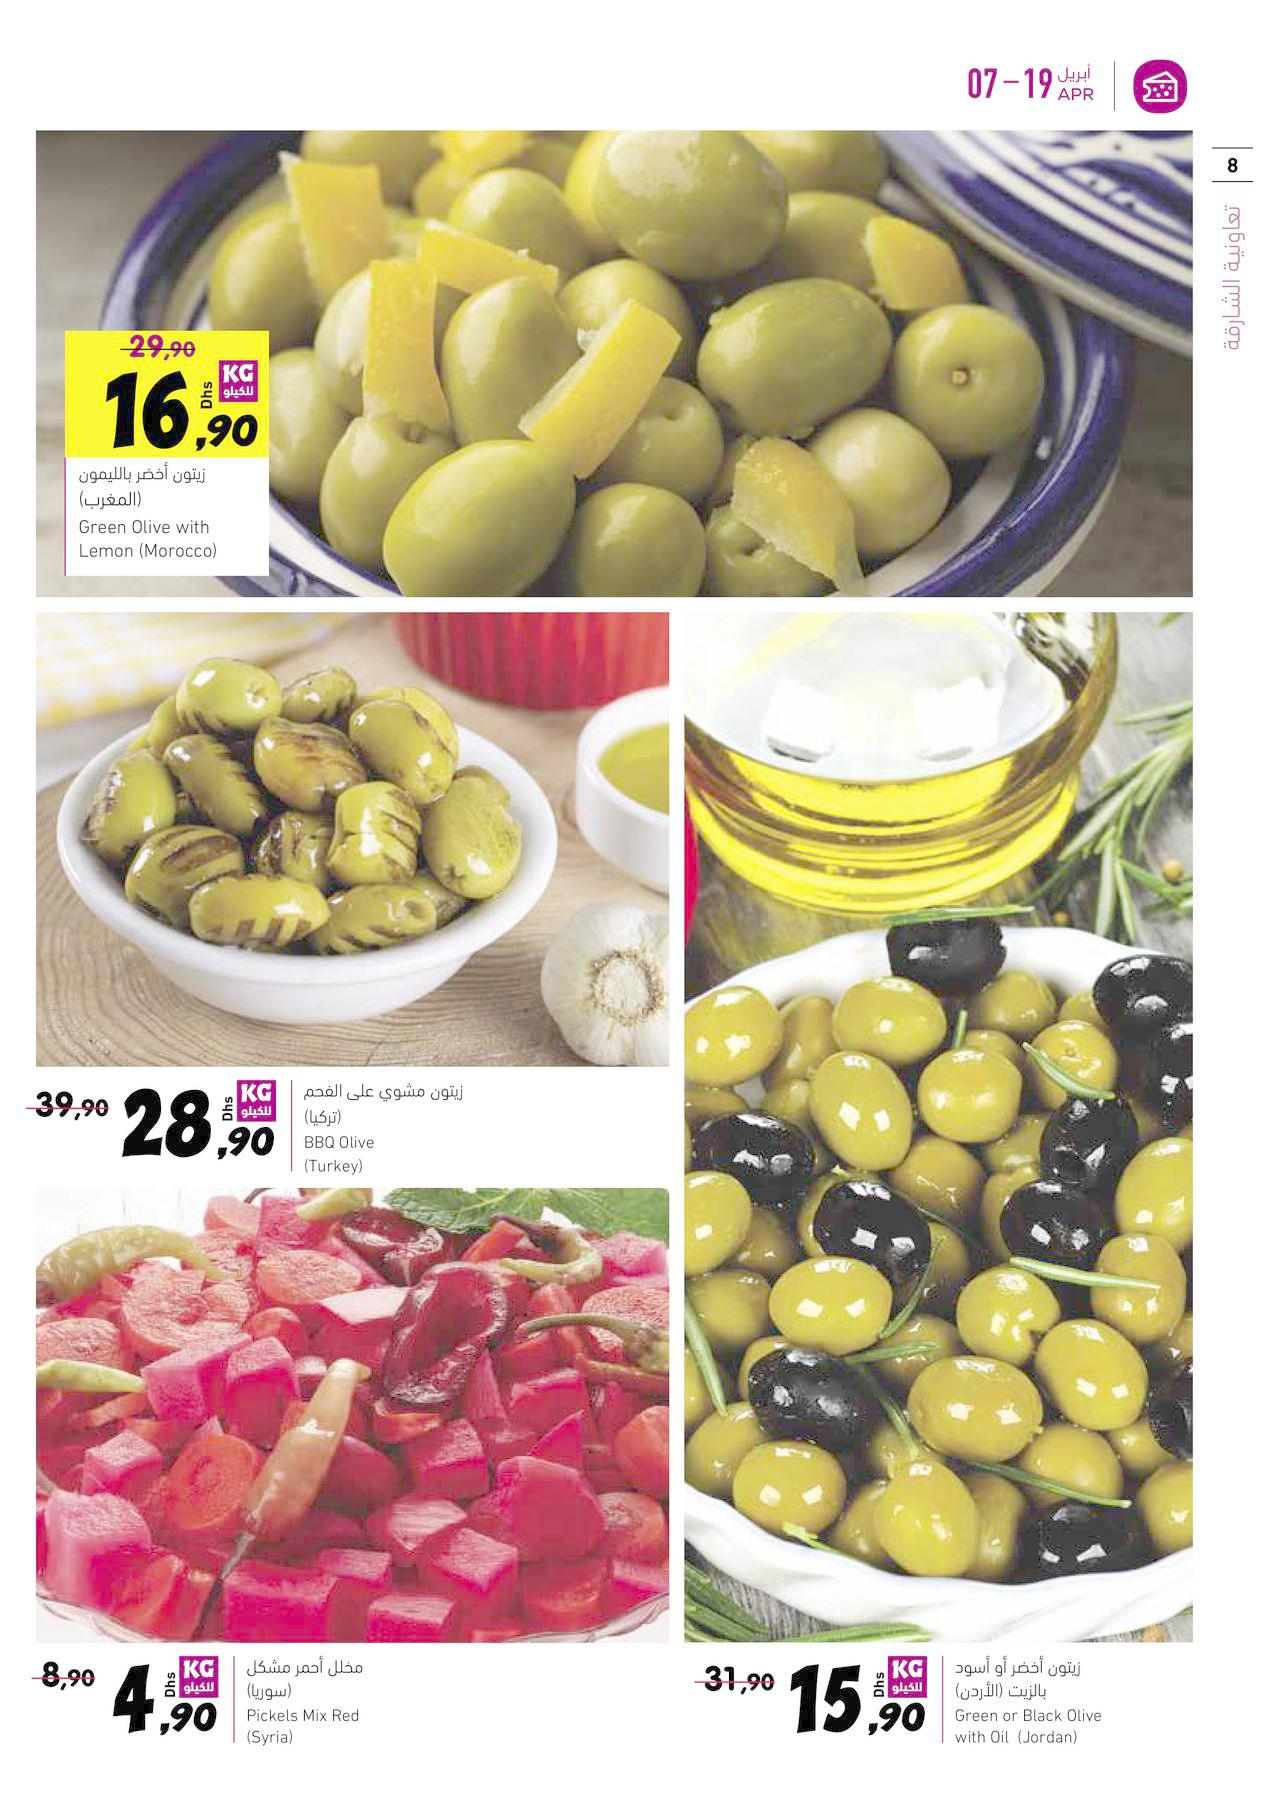 07 – 19 أبريل
APR
8
تعاونية الشارقة
29,90
16,90 Dhs
KG
للكيلو
زيتون أخضر بالليمون
(المغرب)
Green Olive with
Lemon (Morocco)
39,90
28,90 Dhs
KG
للكيلو
زيتون مشوي على الفحم
(تركيا)
BBQ Olive
(Turkey)
8,90
4,90 Dhs
KG
للكيلو
مخلل أحمر مشكل
(سوريا)
Pickels Mix Red
(Syria)
31,90
15,90 Dhs
KG
للكيلو
زيتون أخضر أو أسود
بالزيت (الأردن)
Green or Black Olive
with Oil (Jordan)